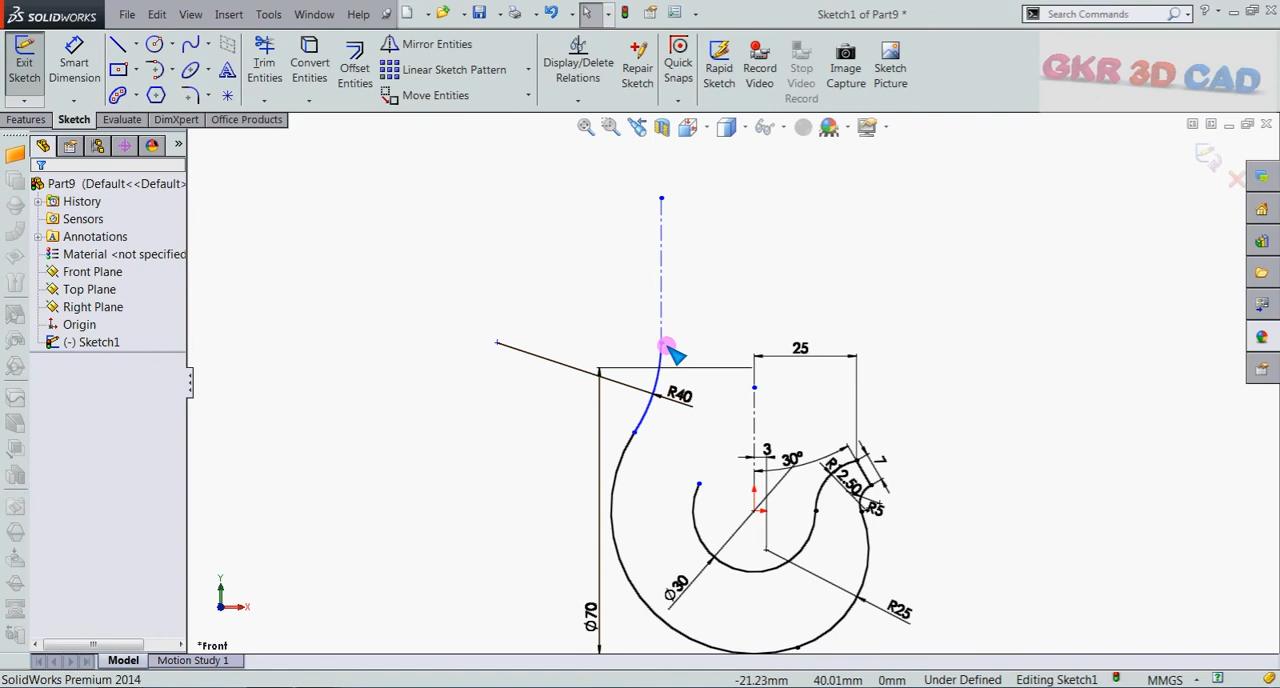 SOLIDWORKS
File Edit View Insert Tools Window Help
Sketch1 of Part9 *
Search Commands
Exit Sketch
Smart Dimension
Trim Entities
Convert Entities
Offset Entities
Mirror Entities
Linear Sketch Pattern
Move Entities
Display/Delete Relations
Repair Sketch
Quick Snaps
Rapid Sketch
Record Video
Stop Video Record
Image Capture
Sketch Picture
GKR 3D CAD
Features Sketch Evaluate DimXpert Office Products
Part9 (Default<<Default>
History
Sensors
Annotations
Material <not specified
Front Plane
Top Plane
Right Plane
Origin
(-) Sketch1
25
R40
3
30°
7
R12.50
R5
Ø30
R25
Ø70
Y
X
*Front
Model Motion Study 1
SolidWorks Premium 2014
-21.23mm 40.01mm 0mm Under Defined Editing Sketch1 MMGS